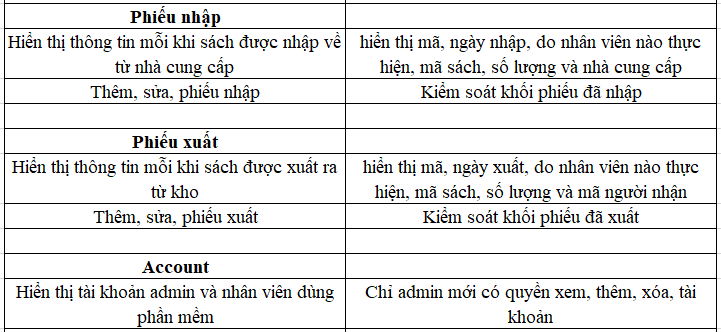 Phiếu nhập
Hiển thị thông tin mỗi khi sách được nhập về
từ nhà cung cấp
hiển thị mã, ngày nhập, do nhân viên nào thực
hiện, mã sách, số lượng và nhà cung cấp
Thêm, sửa, phiếu nhập
Kiểm soát khối phiếu đã nhập
Phiếu xuất
Hiển thị thông tin mỗi khi sách được xuất ra
từ kho
hiển thị mã, ngày xuất, do nhân viên nào thực
hiện, mã sách, số lượng và mã người nhận
Thêm, sửa, phiếu xuất
Kiểm soát khối phiếu đã xuất
Account
Hiển thị tài khoản admin và nhân viên dùng
phần mềm
Chỉ admin mới có quyền xem, thêm, xóa, tài
khoản